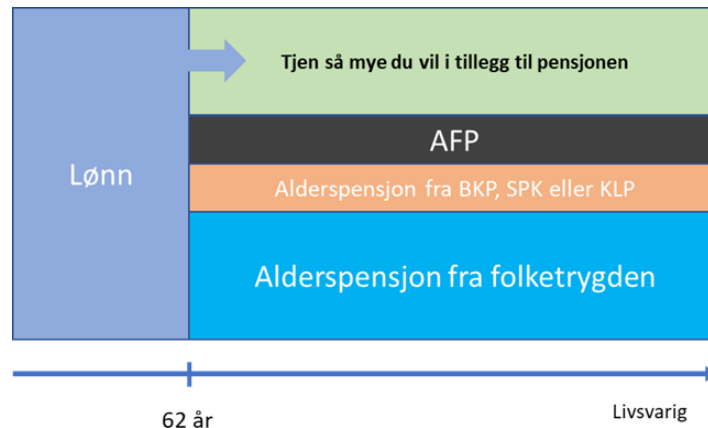 Tjen så mye du vil i tillegg til pensjonen
AFP
Lønn
Alderspensjon fra BKP, SPK eller KLP
Alderspensjon fra folketrygden
62 år
Livsvarig